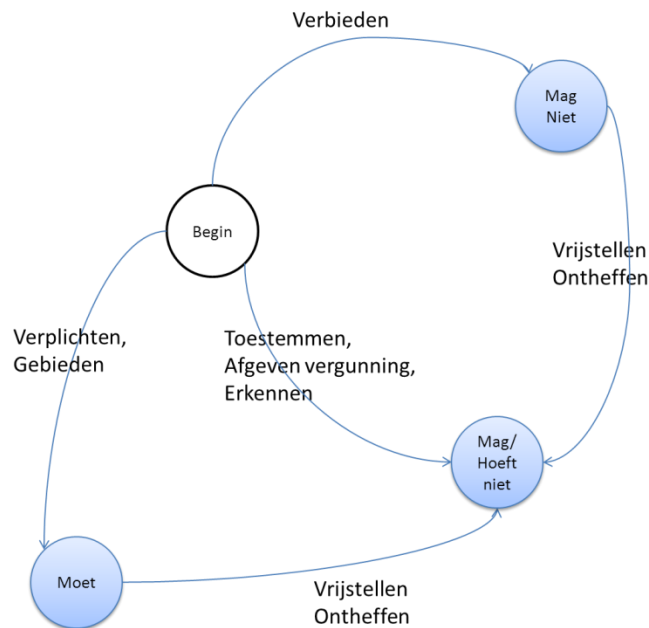 Verbieden
Mag
Niet
Begin
Vrijstellen
Ontheffen
Verplichten,
Gebieden
Toestemmen,
Afgeven vergunning,
Erkennen
Mag/
Hoeft
niet
Moet
Vrijstellen
Ontheffen